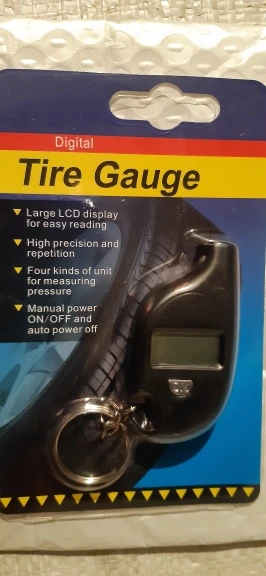 Digital
Tire Gauge
Large LCD display
for easy reading
High precision and
repetition
Four kinds of unit
for measuring
pressure
Manual power
ON/OFF and
auto power off